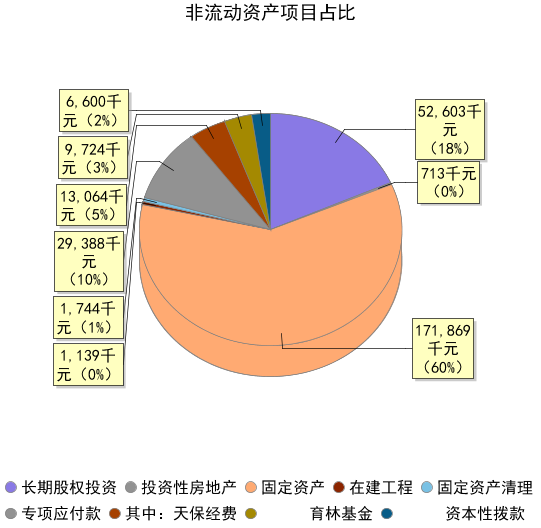 非流动资产项目占比
6,600千
元（2%）
9,724千
元（3%）
13,064千
元（5%）
29,388千
元
（10%）
1,744千
元（1%）
1,139千
元（0%）
52,603千
元
（18%）
713千元
（0%）
171,869
千元
（60%）
长期股权投资 投资性房地产 固定资产 在建工程 固定资产清理
专项应付款 其中：天保经费 育林基金 资本性拨款